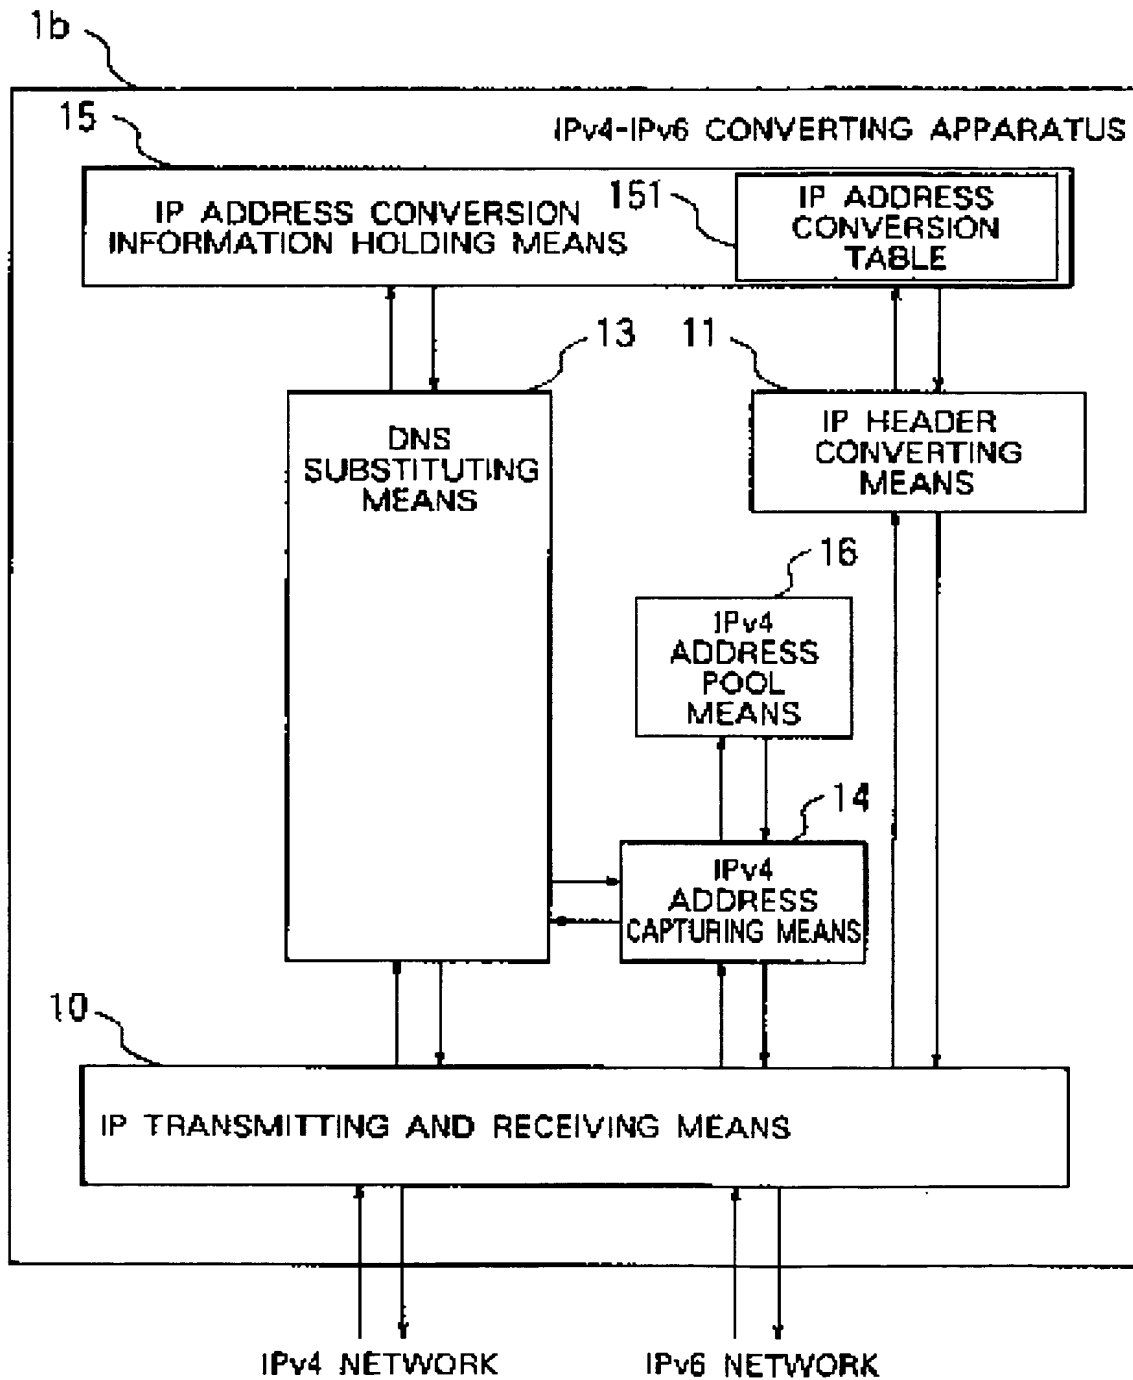 1b
15
IPv4-IPv6 CONVERTING APPARATUS
IP ADDRESS CONVERSION
INFORMATION HOLDING MEANS
151
IP ADDRESS
CONVERSION
TABLE
13
11
DNS
SUBSTITUTING
MEANS
IP HEADER
CONVERTING
MEANS
16
IPv4
ADDRESS
POOL
MEANS
14
IPv4
ADDRESS
CAPTURING MEANS
10
IP TRANSMITTING AND RECEIVING MEANS
IPv4 NETWORK
IPv6 NETWORK